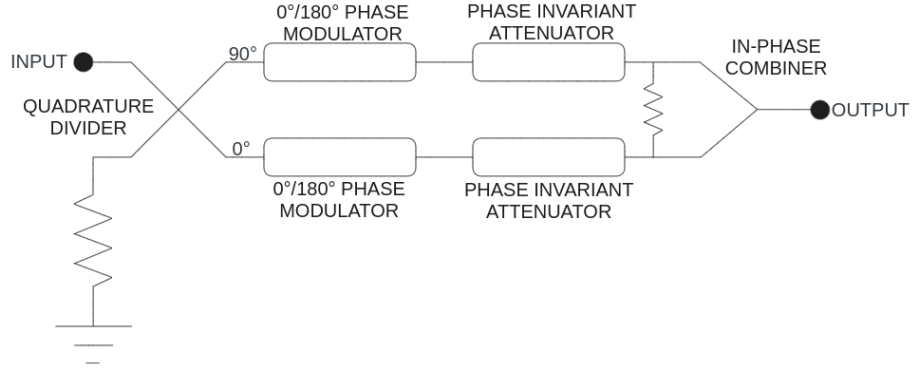 0°/180° PHASE
MODULATOR
PHASE INVARIANT
ATTENUATOR
IN-PHASE
COMBINER
INPUT
90°
QUADRATURE
DIVIDER
OUTPUT
0°
0°/180° PHASE
MODULATOR
PHASE INVARIANT
ATTENUATOR